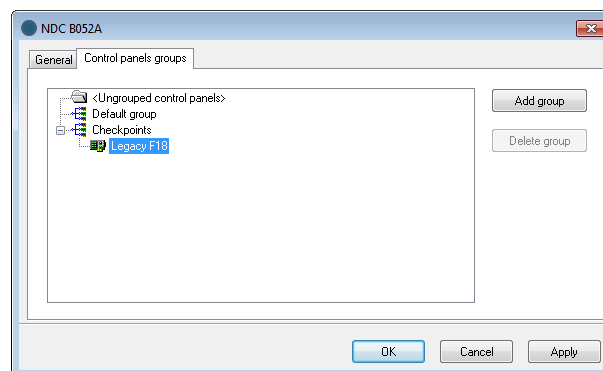 NDC B052A
General
Control panels groups
<Ungrouped control panels>
Default group
Checkpoints
Legacy F18
Add group
Delete group
OK
Cancel
Apply